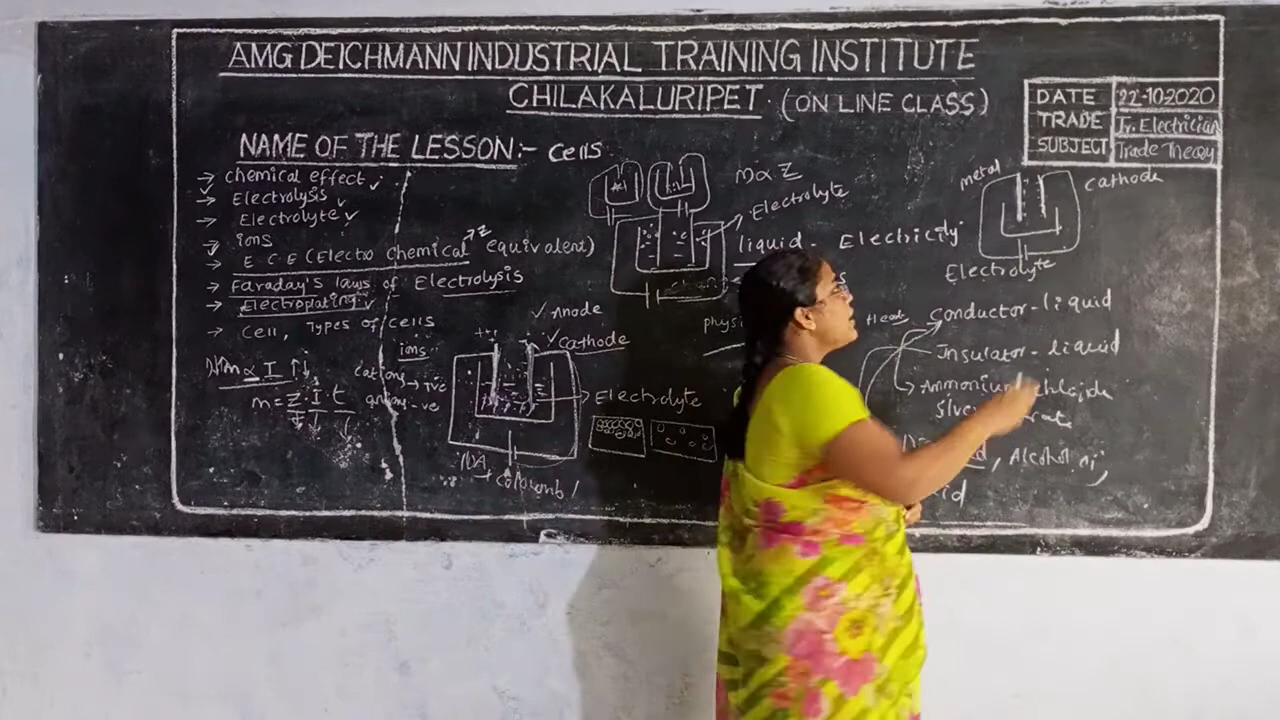 AMG DEICHMANN INDUSTRIAL TRAINING INSTITUTE
CHILAKALURIPET. (ON LINE CLASS)
DATE 22-10-2020
TRADE Jr. Electrician
SUBJECT Trade Theory
NAME OF THE LESSON:- Cells
→ chemical effect ✓
→ Electrolysis ✓
→ Electrolyte ✓
→ ions
→ E C E (Electro chemical → Z equivalent)
→ Faraday's laws of Electrolysis
→ Electroplating ✓
→ Cell, Types of cells
m ∝ I ↑↓
m = Z · I · t
ions
cations → +ve
anions → -ve
✓ Anode
✓ Cathode
→ Electrolyte
m ∝ Z
Electrolyte
liquid - Electricity
metal
Cathode
Electrolyte
Heat
Conductor - liquid
Insulator - liquid
Ammonium
Alcohol